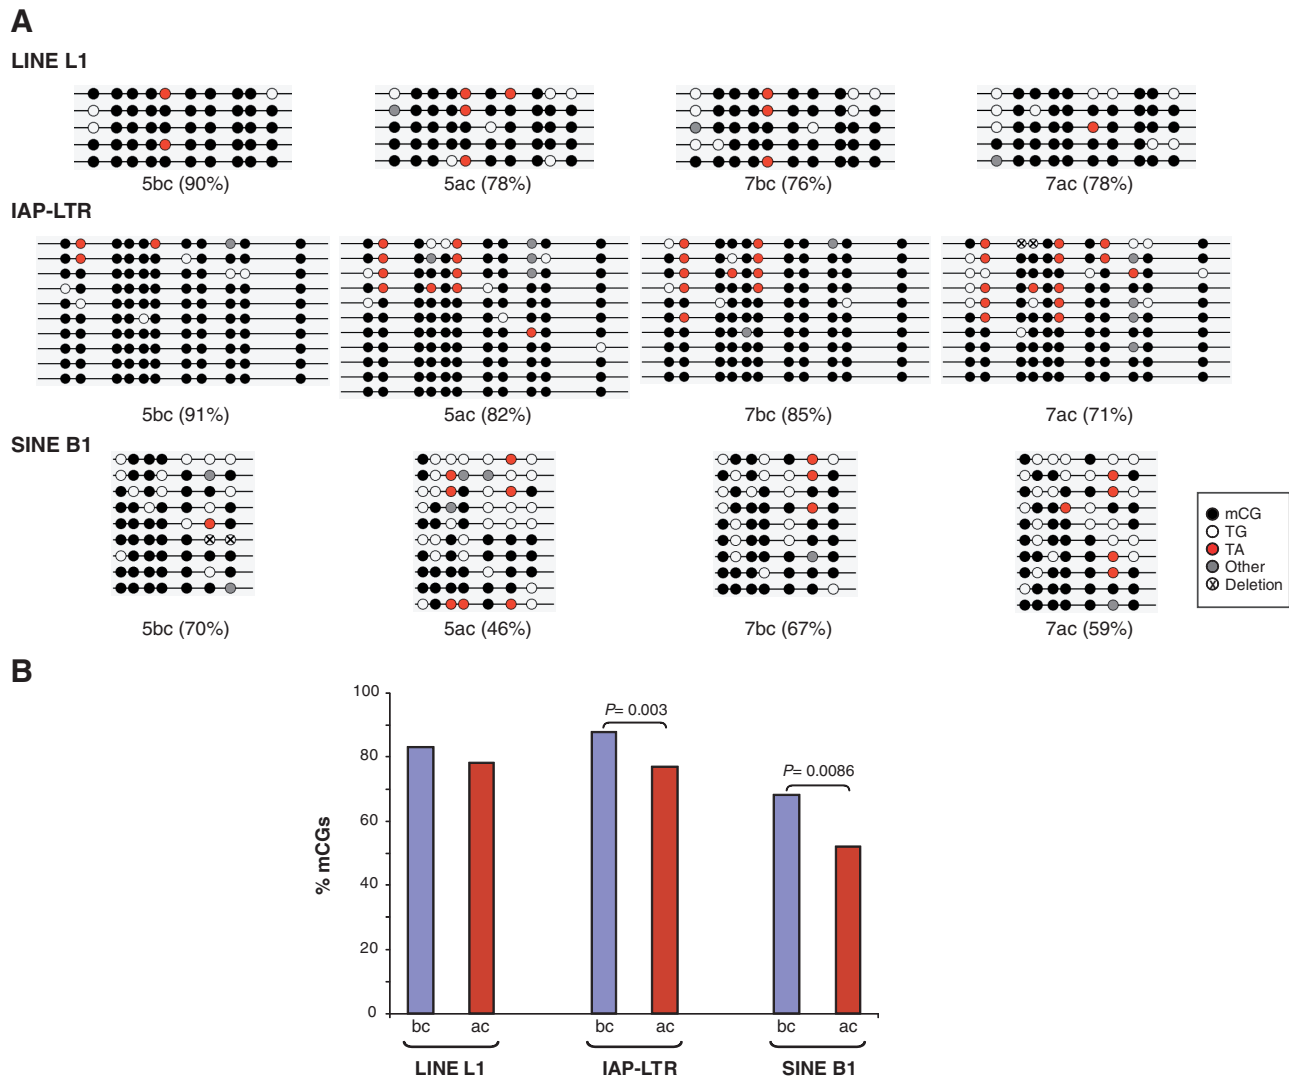 A
LINE L1
5bc (90%)
5ac (78%)
7bc (76%)
7ac (78%)
IAP-LTR
5bc (91%)
5ac (82%)
7bc (85%)
7ac (71%)
SINE B1
5bc (70%)
5ac (46%)
7bc (67%)
7ac (59%)
mCG
TG
TA
Other
Deletion
B
% mCGs
100
80
60
40
20
0
P= 0.003
P= 0.0086
bc
ac
bc
ac
bc
ac
LINE L1
IAP-LTR
SINE B1